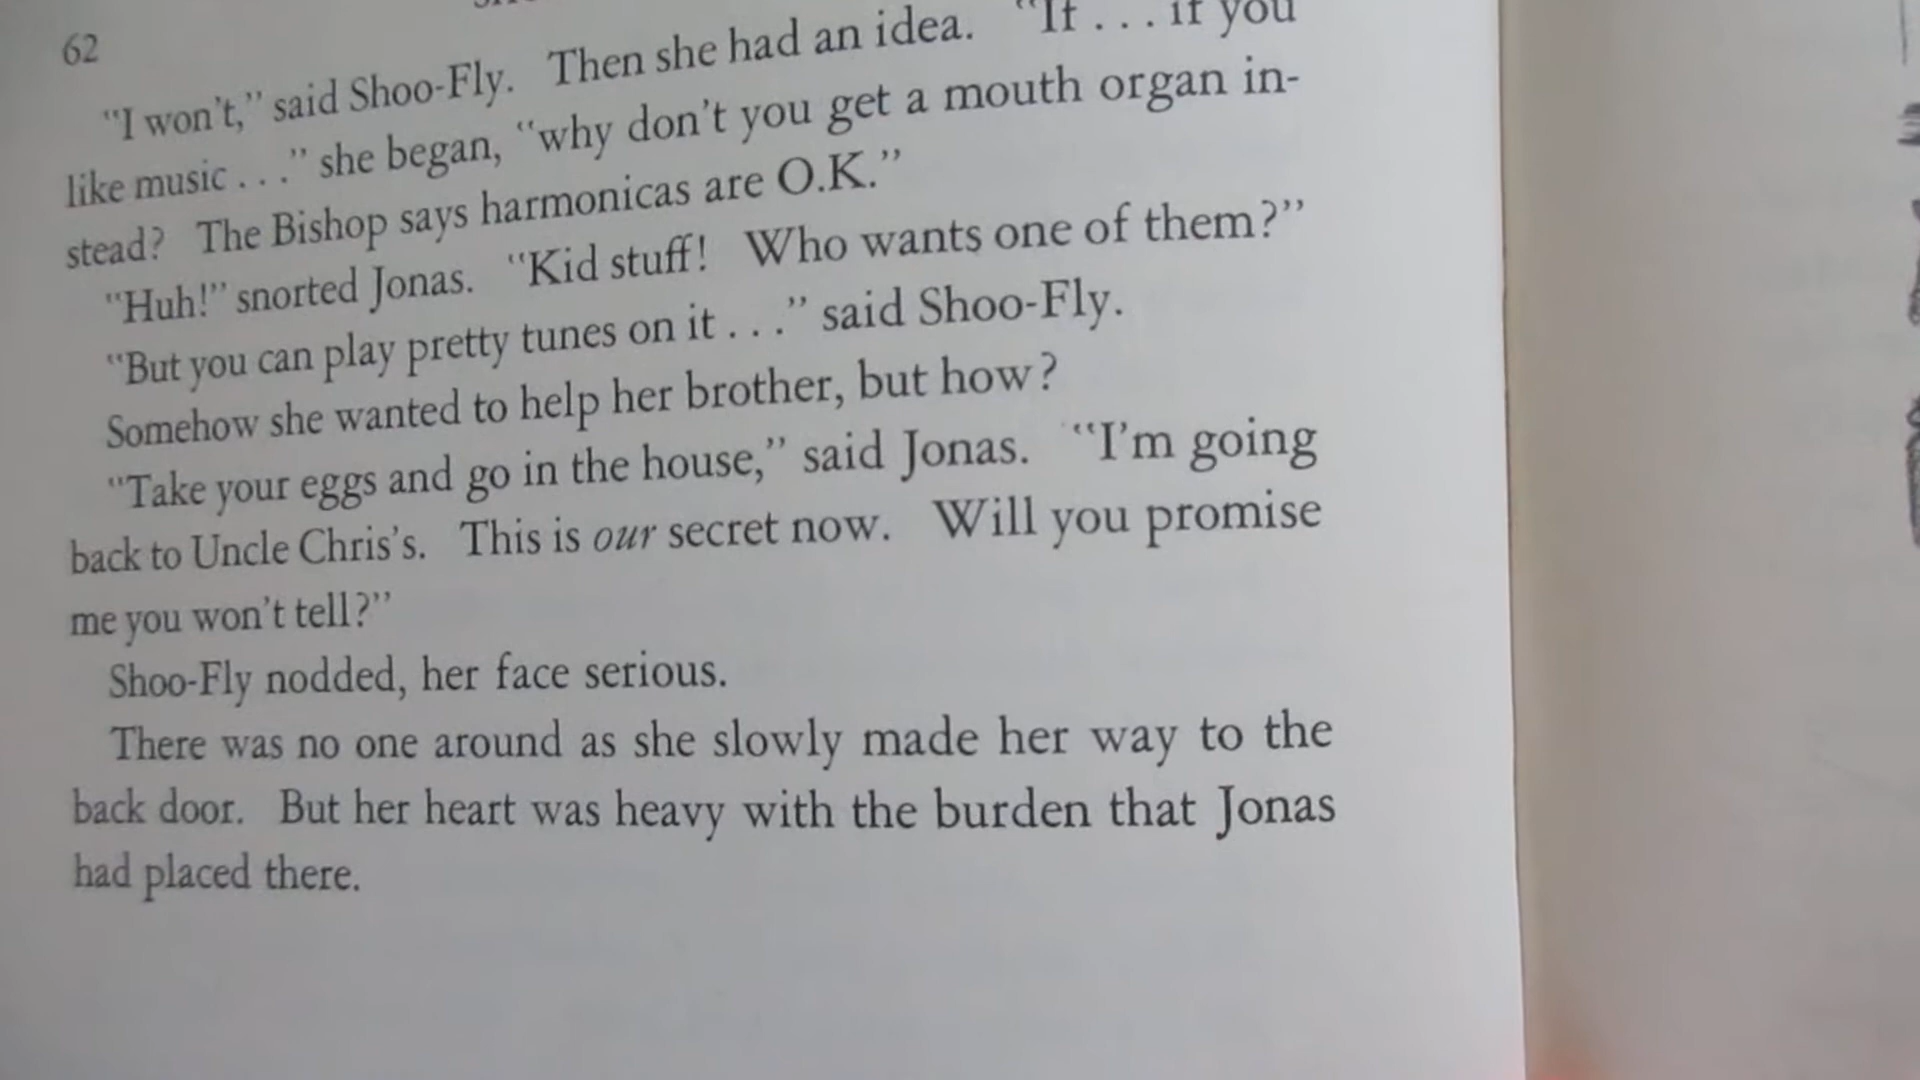 62
"I won't," said Shoo-Fly. Then she had an idea. "If . . . if you
like music . . ." she began, "why don't you get a mouth organ in-
stead? The Bishop says harmonicas are O.K."
"Huh!" snorted Jonas. "Kid stuff! Who wants one of them?"
"But you can play pretty tunes on it . . ." said Shoo-Fly.
Somehow she wanted to help her brother, but how?
"Take your eggs and go in the house," said Jonas. "I'm going
back to Uncle Chris's. This is our secret now. Will you promise
me you won't tell?"
Shoo-Fly nodded, her face serious.
There was no one around as she slowly made her way to the
back door. But her heart was heavy with the burden that Jonas
had placed there.